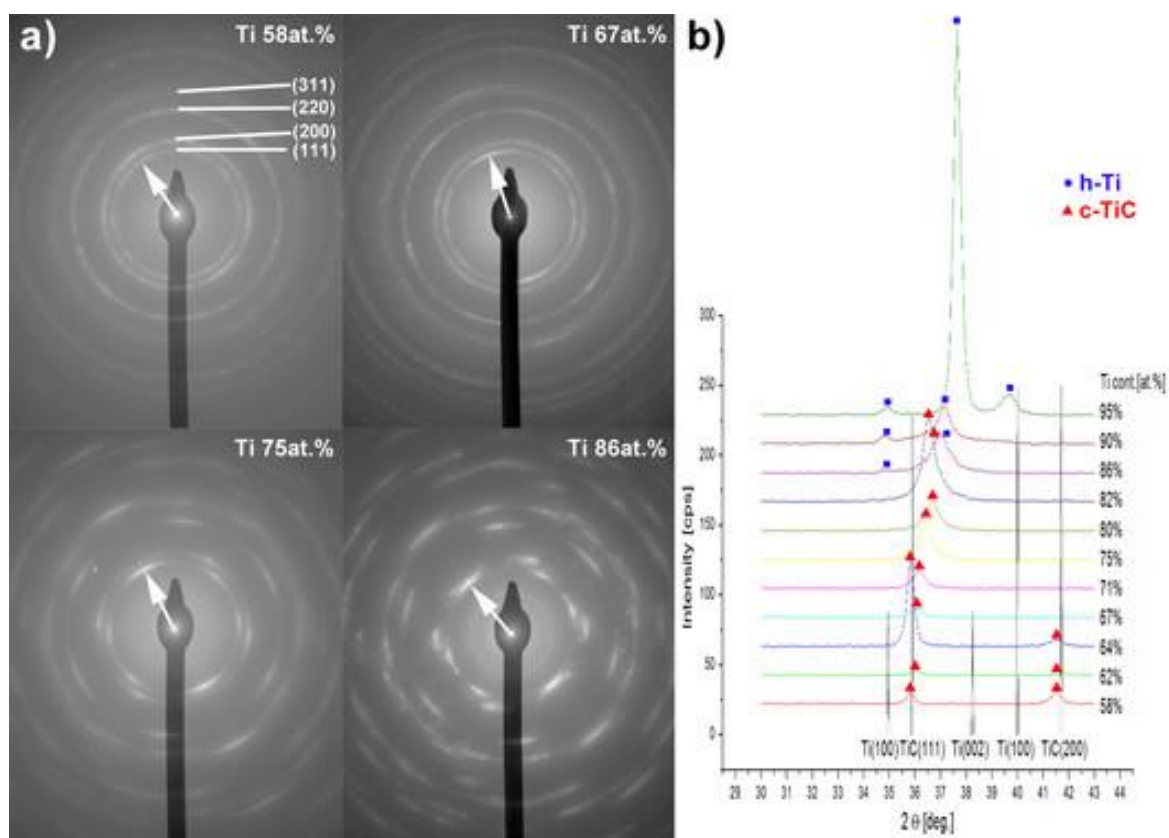 a)
Ti 58at.%
(311)
(220)
(200)
(111)
Ti 67at.%
Ti 75at.%
Ti 86at.%
b)
h-Ti
c-TiC
Ti cont.[at.%]
95%
90%
86%
82%
80%
75%
71%
67%
64%
62%
58%
Intensity [cps]
300
250
200
150
100
50
0
Ti(100) TiC(111) Ti(002) Ti(100) TiC(200)
29 30 31 32 33 34 35 36 37 38 39 40 41 42 43 44
2 θ [deg.]